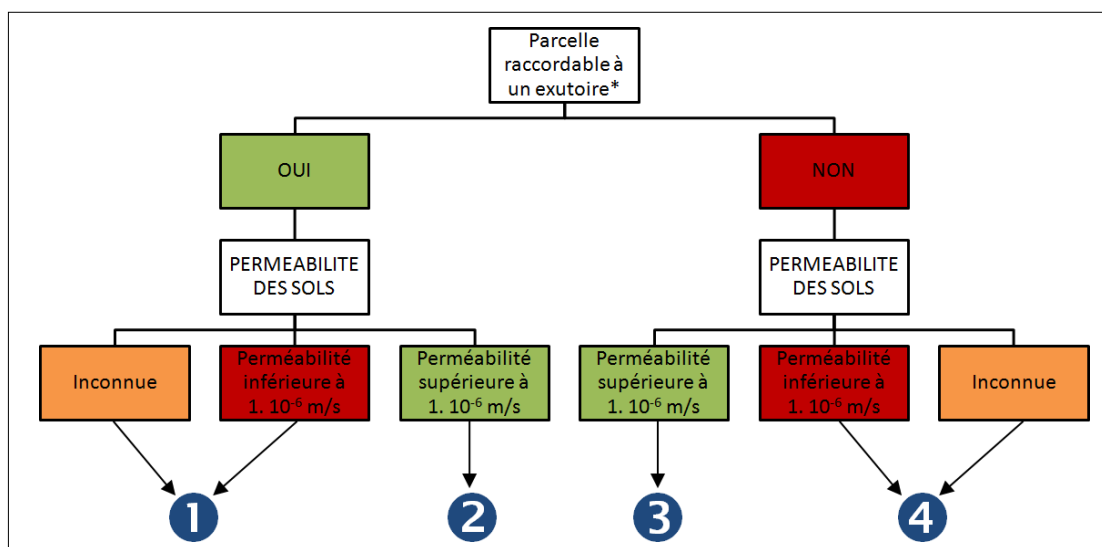 Parcelle
raccordable à
un exutoire*
OUI
NON
PERMEABILITE
DES SOLS
PERMEABILITE
DES SOLS
Inconnue
Perméabilité
inférieure à
1. 10⁻⁶ m/s
Perméabilité
supérieure à
1. 10⁻⁶ m/s
Perméabilité
supérieure à
1. 10⁻⁶ m/s
Perméabilité
inférieure à
1. 10⁻⁶ m/s
Inconnue
1
2
3
4